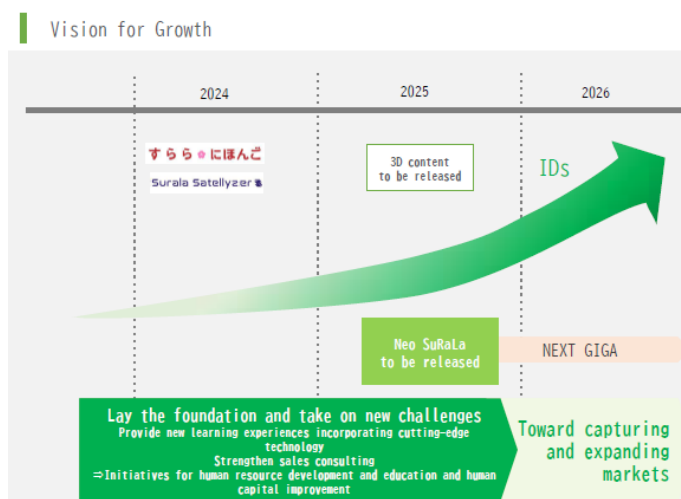 Vision for Growth
2024
2025
2026
すららにほんご
Surala Satellyzer
3D content
to be released
IDs
Neo SuRaLa
to be released
NEXT GIGA
Lay the foundation and take on new challenges
Provide new learning experiences incorporating cutting-edge
technology
Strengthen sales consulting
⇒Initiatives for human resource development and education and human
capital improvement
Toward capturing
and expanding
markets